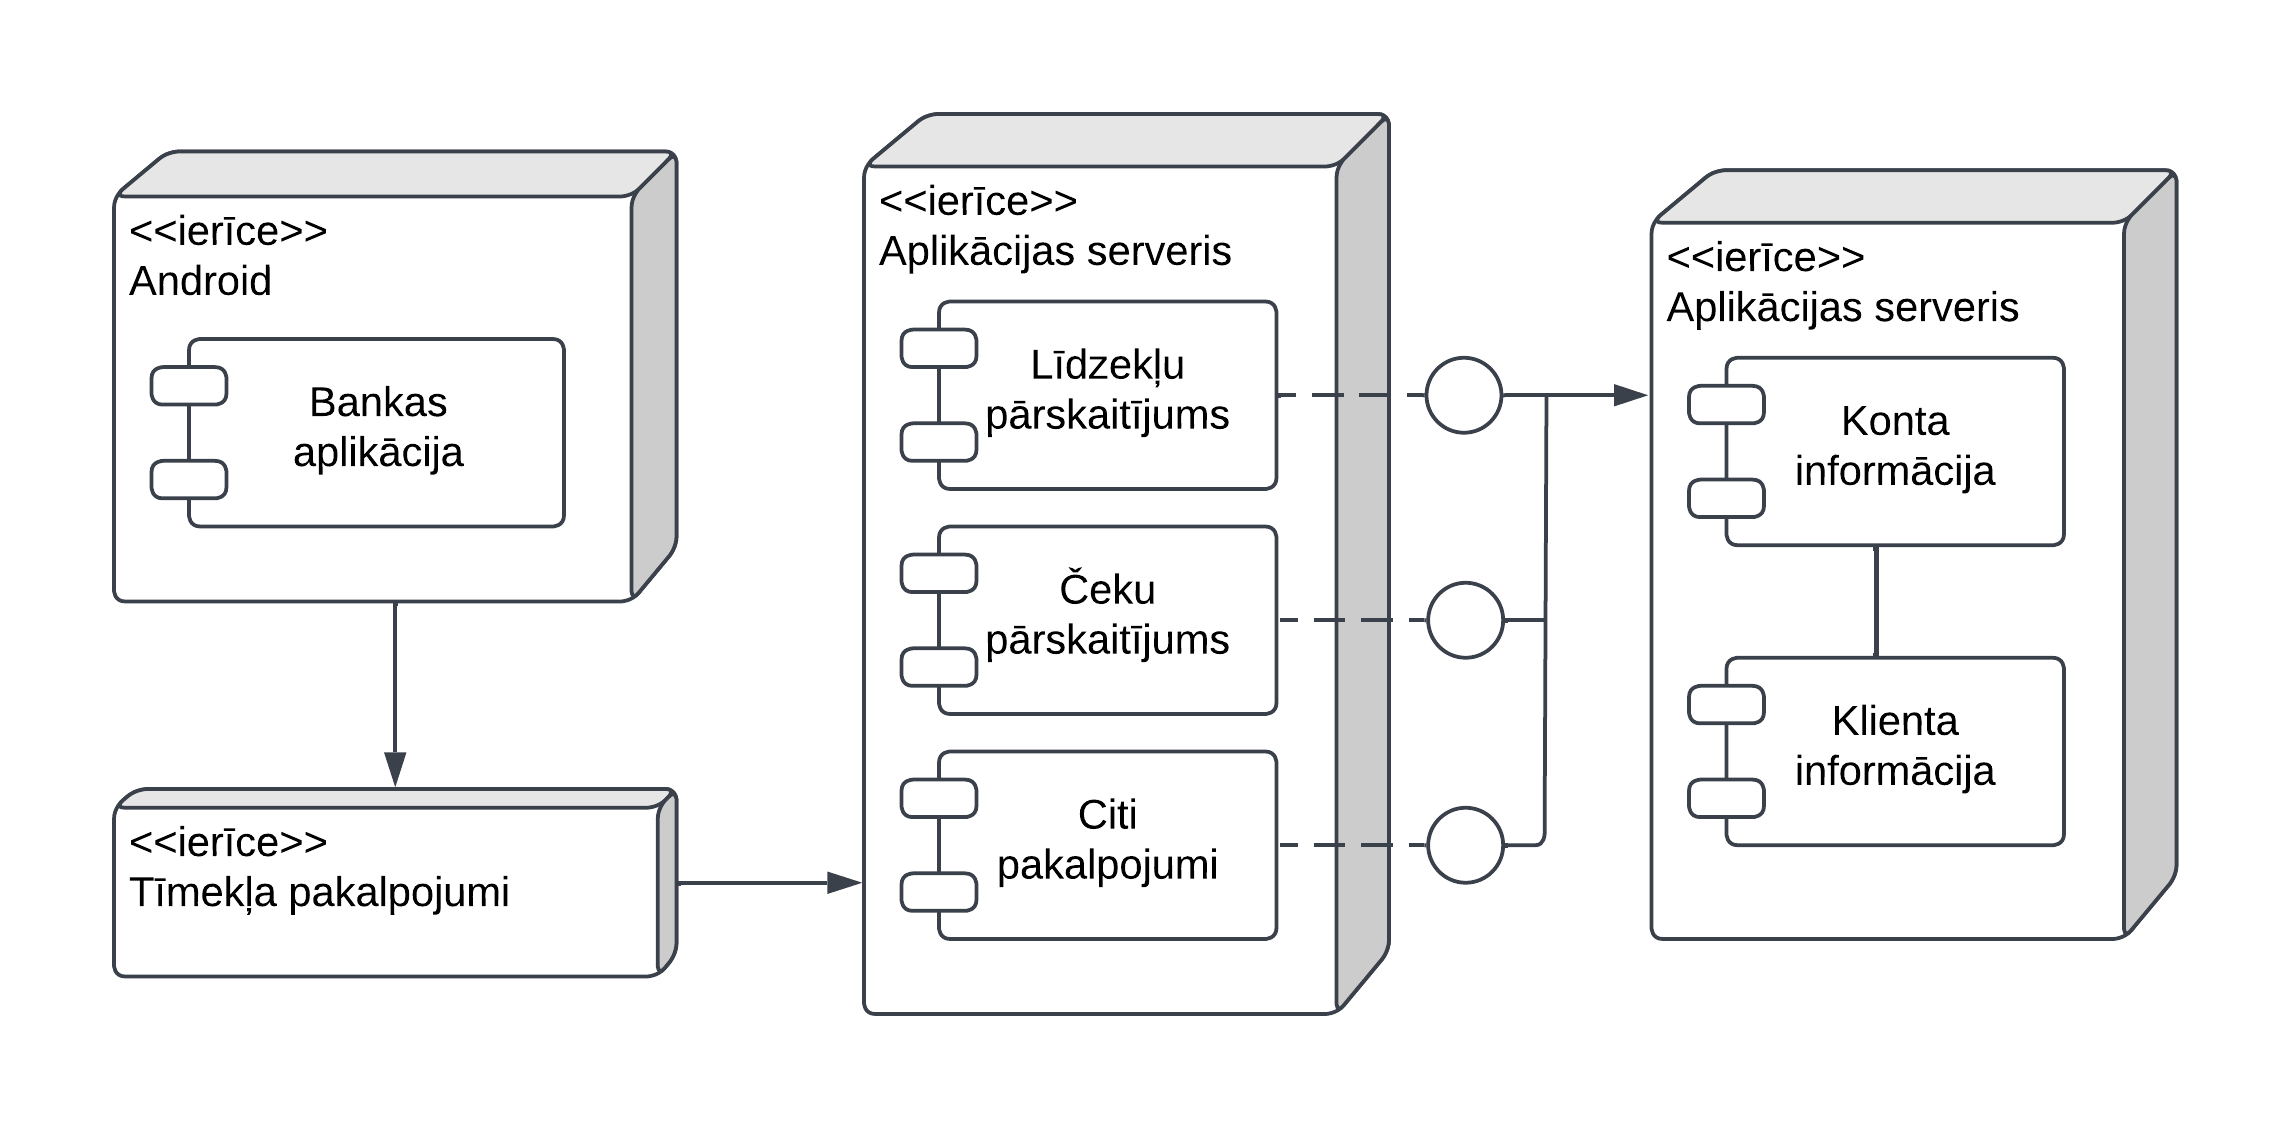 <<ierīce>>
Android
Bankas
aplikācija
<<ierīce>>
Tīmekļa pakalpojumi
<<ierīce>>
Aplikācijas serveris
Līdzekļu
pārskaitījums
Čeku
pārskaitījums
Citi
pakalpojumi
<<ierīce>>
Aplikācijas serveris
Konta
informācija
Klienta
informācija